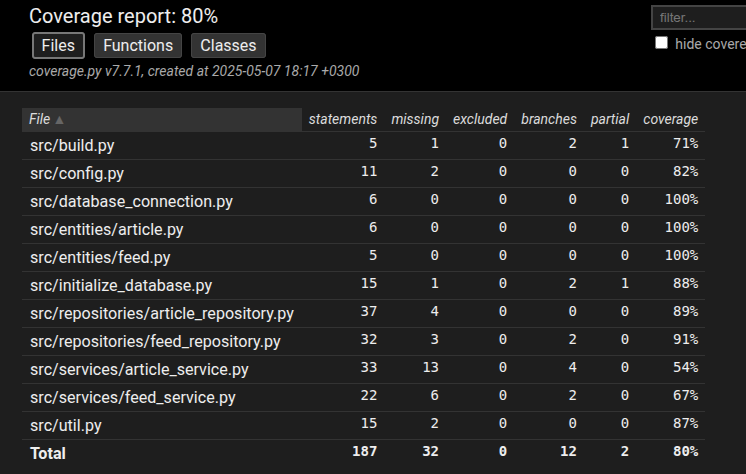 Coverage report: 80%
filter...
Files Functions Classes
hide covere
coverage.py v7.7.1, created at 2025-05-07 18:17 +0300
File ▲ statements missing excluded branches partial coverage
src/build.py 5 1 0 2 1 71%
src/config.py 11 2 0 0 0 82%
src/database_connection.py 6 0 0 0 0 100%
src/entities/article.py 6 0 0 0 0 100%
src/entities/feed.py 5 0 0 0 0 100%
src/initialize_database.py 15 1 0 2 1 88%
src/repositories/article_repository.py 37 4 0 0 0 89%
src/repositories/feed_repository.py 32 3 0 2 0 91%
src/services/article_service.py 33 13 0 4 0 54%
src/services/feed_service.py 22 6 0 2 0 67%
src/util.py 15 2 0 0 0 87%
Total 187 32 0 12 2 80%